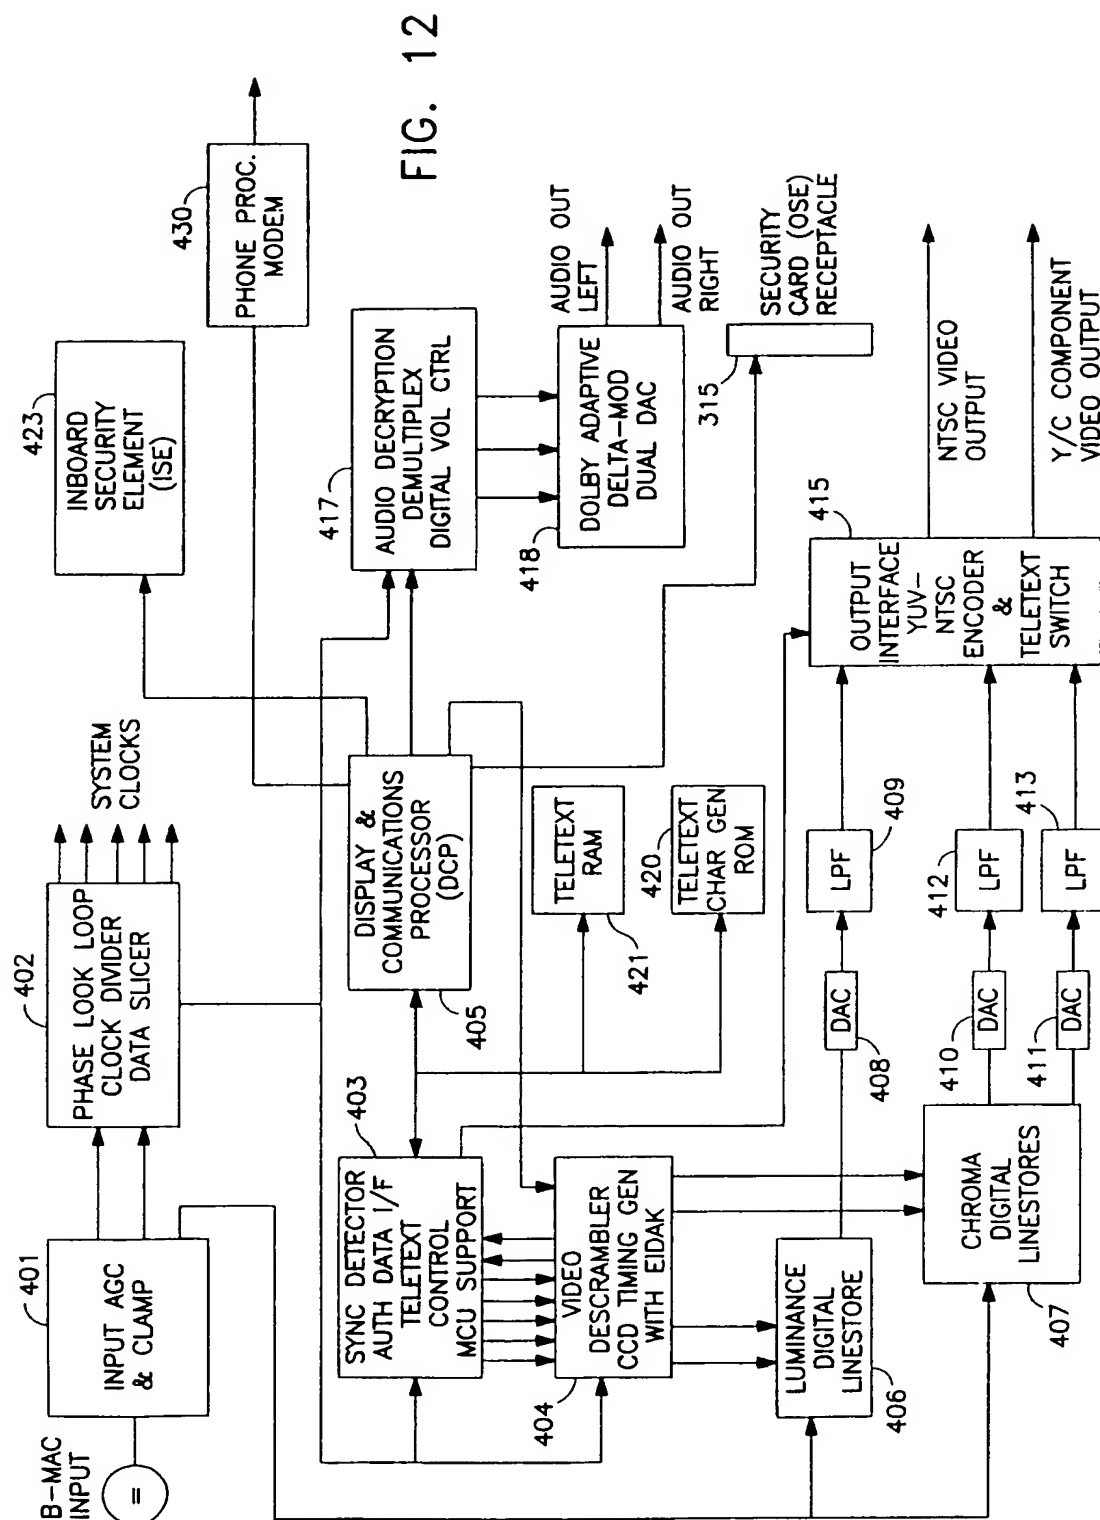 FIG. 12
B-MAC
INPUT
=
401
INPUT AGC
& CLAMP
402
PHASE LOOK LOOP
CLOCK DIVIDER
DATA SLICER
SYSTEM
CLOCKS
423
INBOARD
SECURITY
ELEMENT
(ISE)
430
PHONE PROC.
MODEM
403
SYNC DETECTOR
AUTH DATA I/F
TELETEXT
CONTROL
MCU SUPPORT
DISPLAY &
COMMUNICATIONS
PROCESSOR
(DCP)
405
417
AUDIO DECRYPTION
DEMULTIPLEX
DIGITAL VOL CTRL
418
DOLBY ADAPTIVE
DELTA-MOD
DUAL DAC
AUDIO OUT
LEFT
AUDIO OUT
RIGHT
315
SECURITY
CARD (OSE)
RECEPTACLE
TELETEXT
RAM
421
420
TELETEXT
CHAR GEN
ROM
404
VIDEO
DESCRAMBLER
CCD TIMING GEN
WITH EIDAK
LUMINANCE
DIGITAL
LINESTORE
406
DAC
408
LPF
409
CHROMA
DIGITAL
LINESTORES
407
410
DAC
412
LPF
411
DAC
413
LPF
415
OUTPUT
INTERFACE
YUV-
NTSC
ENCODER
&
TELETEXT
SWITCH
NTSC VIDEO
OUTPUT
Y/C COMPONENT
VIDEO OUTPUT